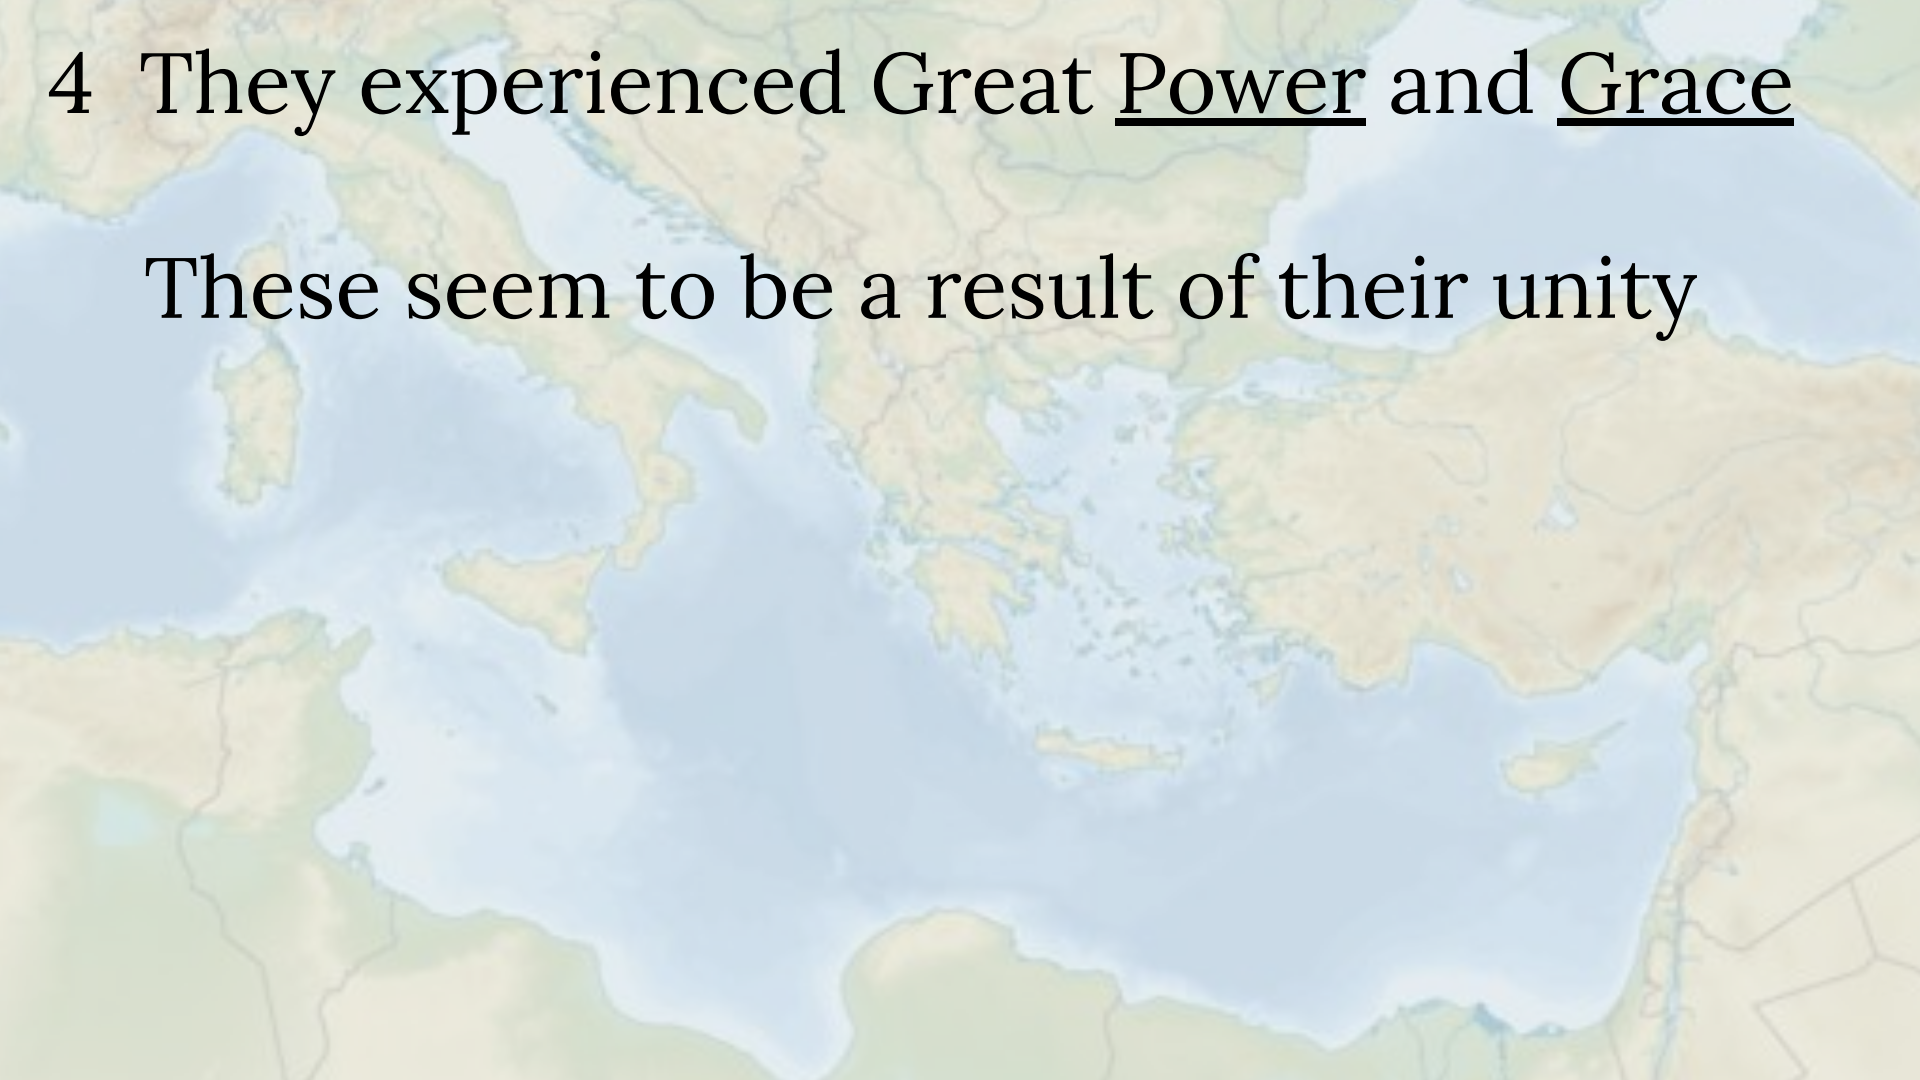 4 They experienced Great Power and Grace
These seem to be a result of their unity